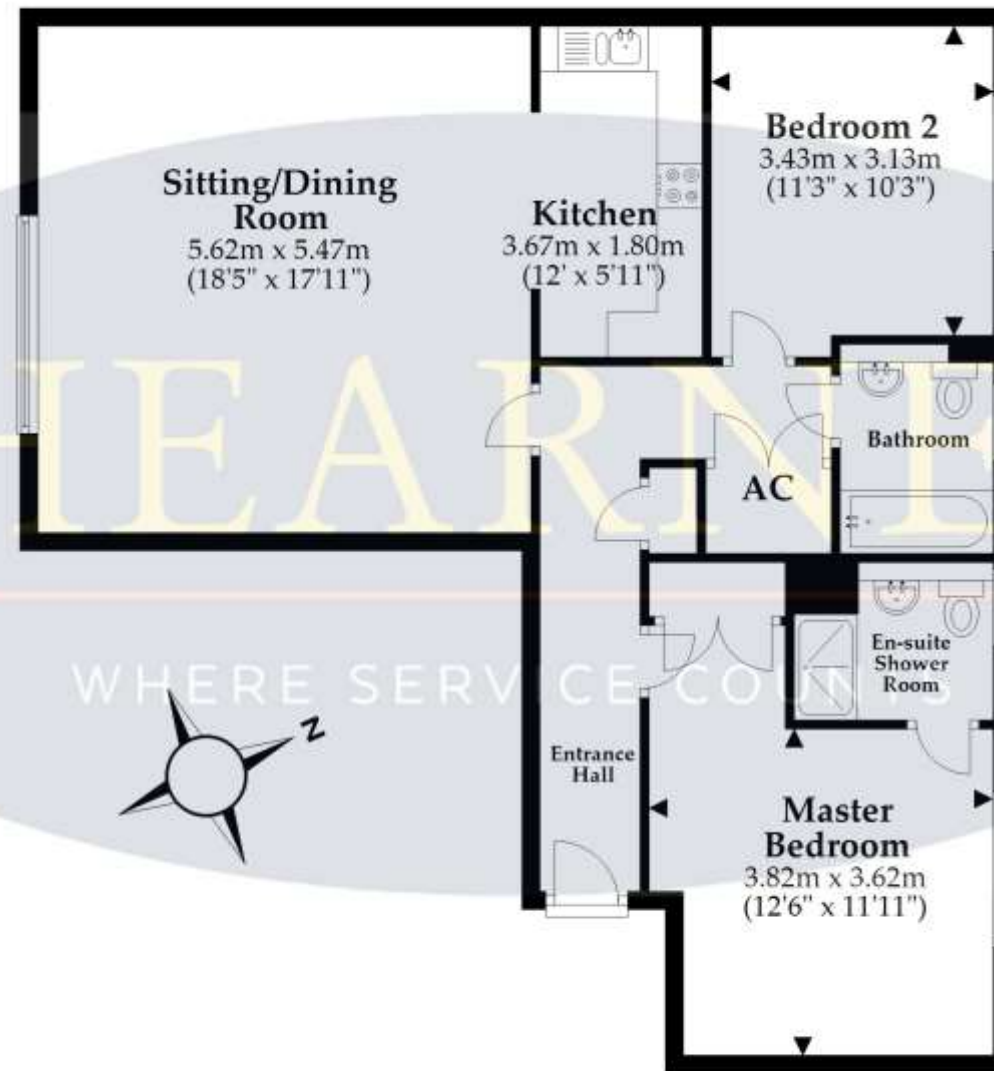 Sitting/Dining
Room
5.62m x 5.47m
(18'5" x 17'11")
Kitchen
3.67m x 1.80m
(12' x 5'11")
Bedroom 2
3.43m x 3.13m
(11'3" x 10'3")
Bathroom
AC
HEARNE
En-suite
Shower
Room
WHERE SERVICE COUNTS
N
Entrance
Hall
Master
Bedroom
3.82m x 3.62m
(12'6" x 11'11")